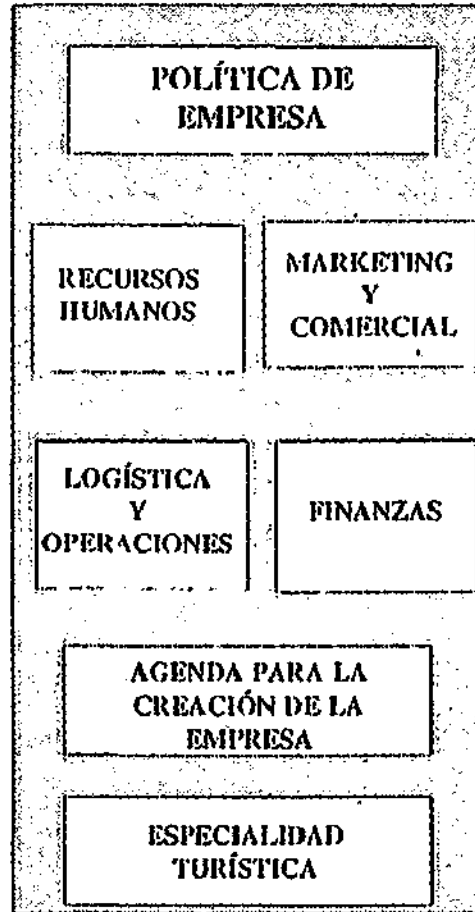 POLÍTICA DE
EMPRESA
RECURSOS
HUMANOS
MARKETING
Y
COMERCIAL
LOGÍSTICA
Y
OPERACIONES
FINANZAS
AGENDA PARA LA
CREACIÓN DE LA
EMPRESA
ESPECIALIDAD
TURÍSTICA